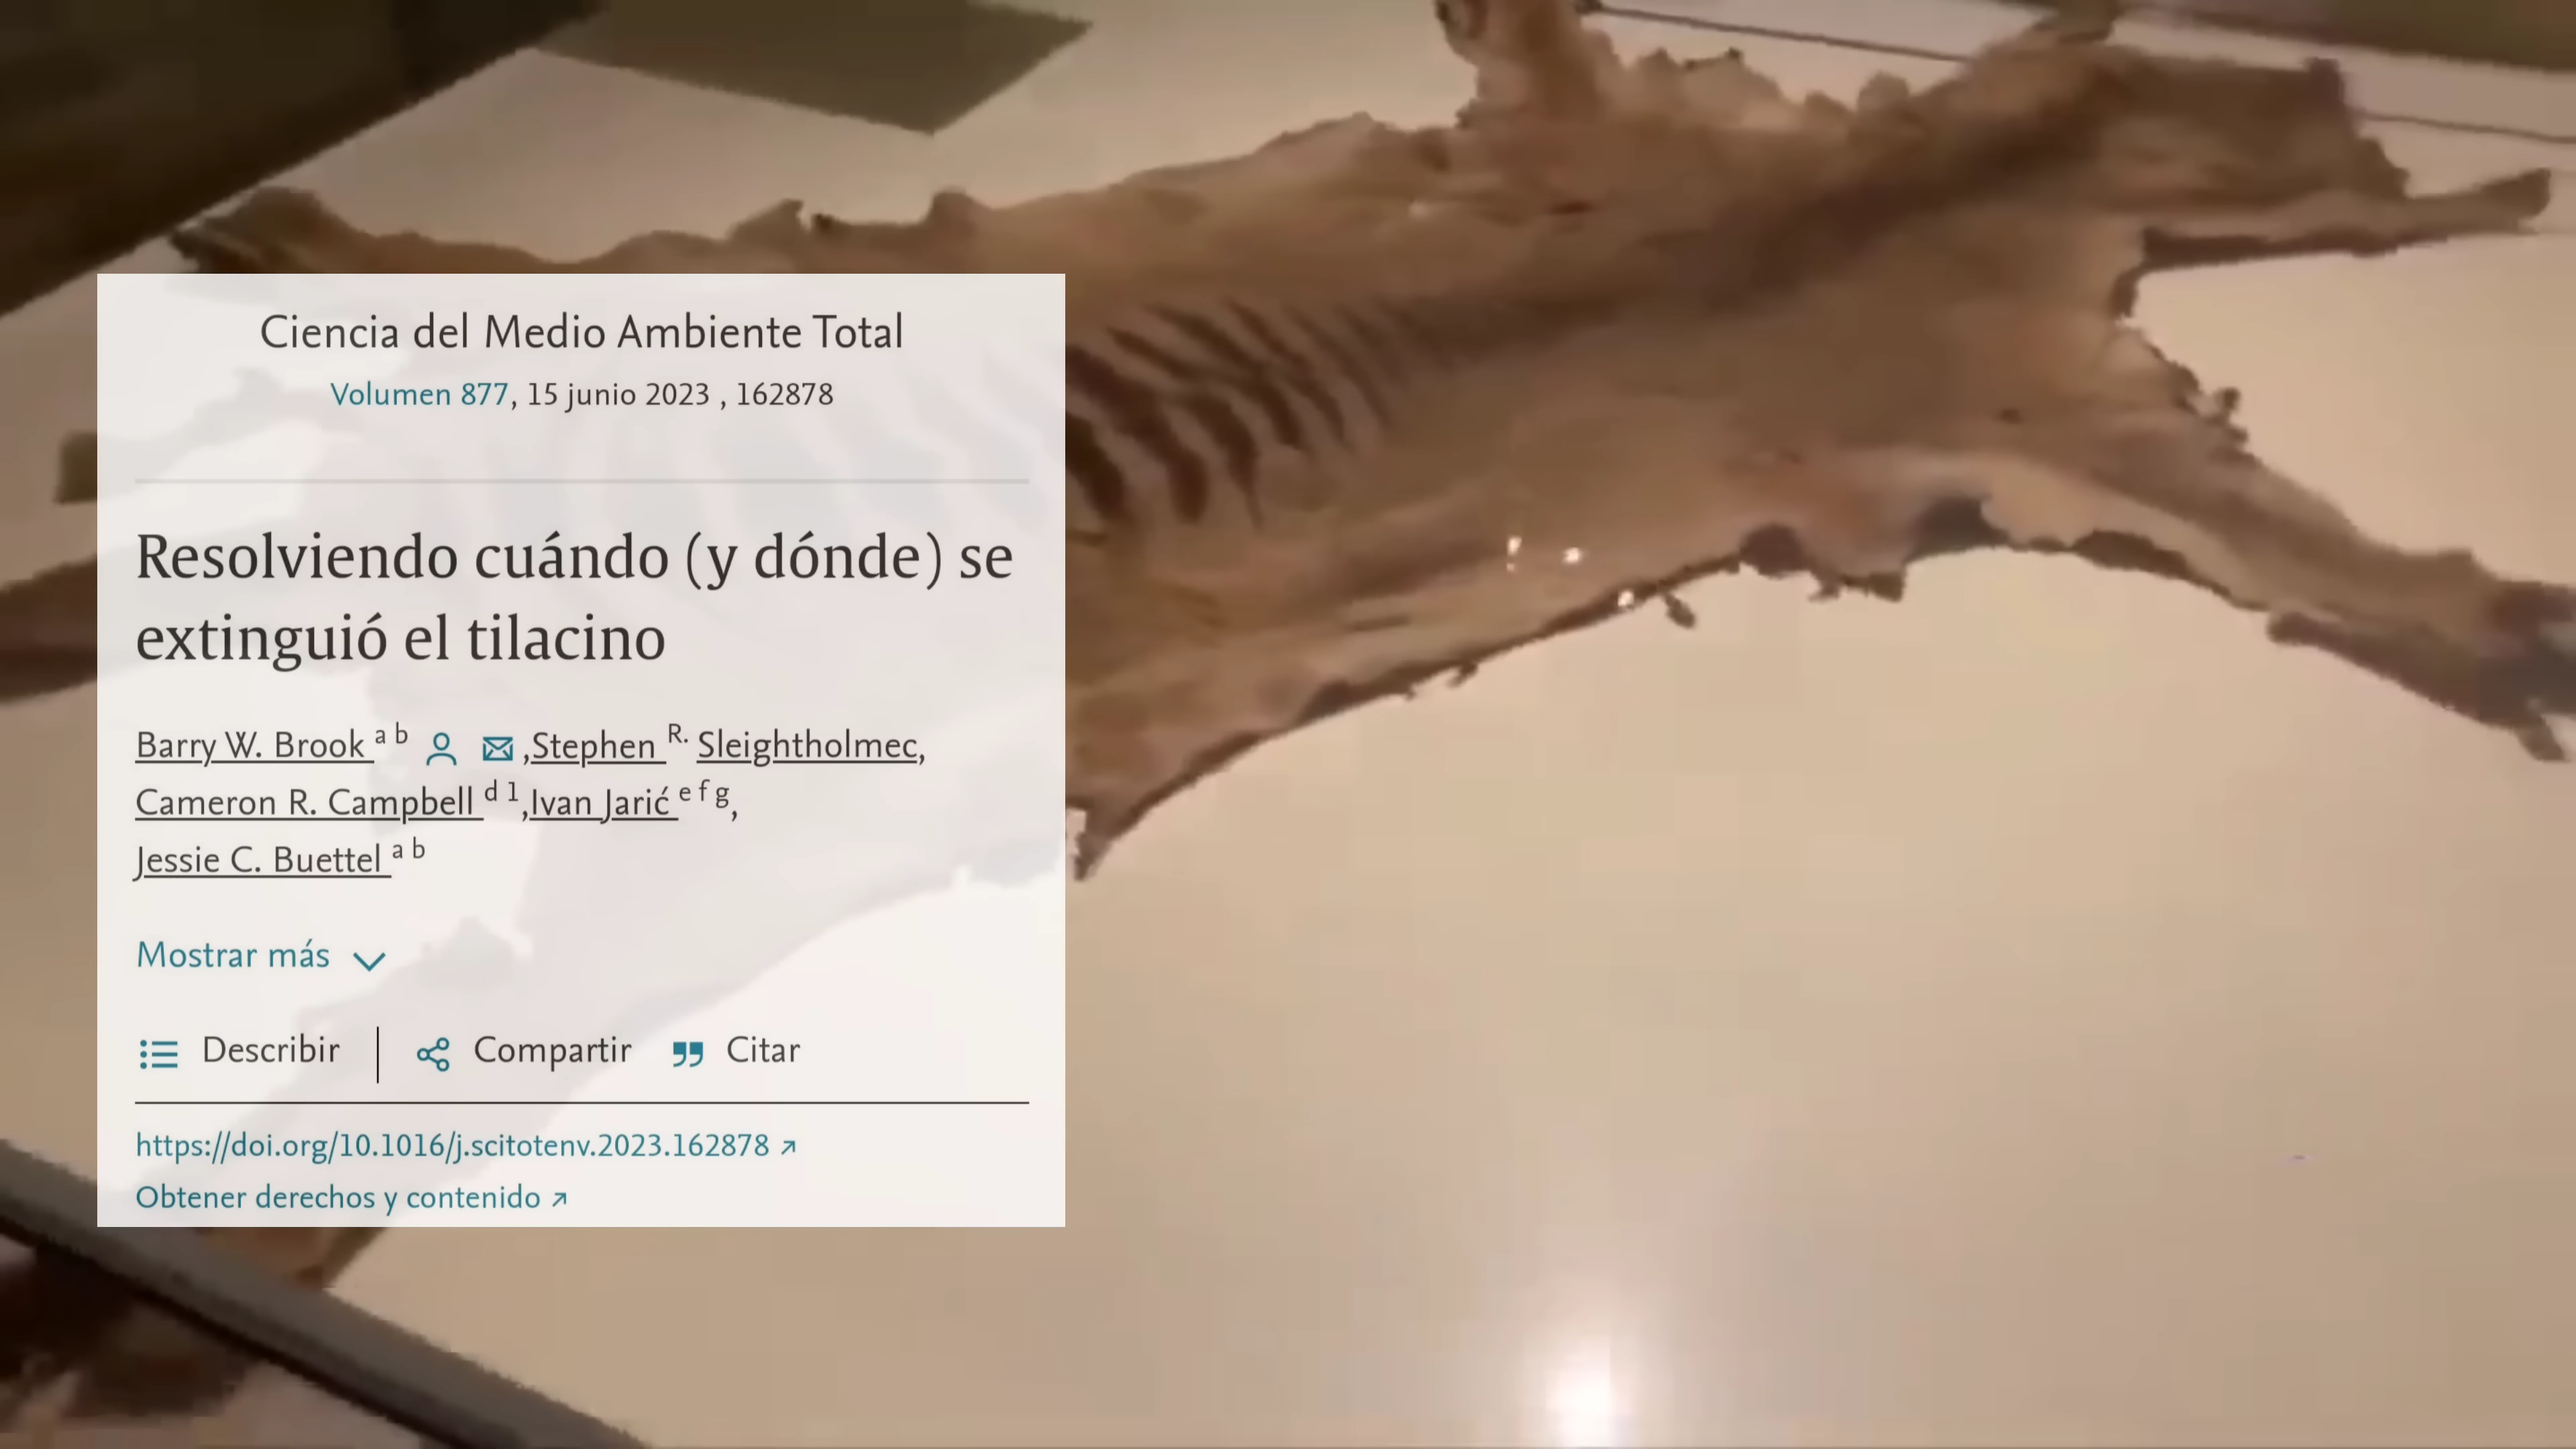 Ciencia del Medio Ambiente Total
Volumen 877, 15 junio 2023 , 162878
Resolviendo cuándo (y dónde) se
extinguió el tilacino
Barry W. Brook a b ,Stephen R. Sleightholmec,
Cameron R. Campbell d 1 ,Ivan Jarić e f g,
Jessie C. Buettel a b
Mostrar más
Describir | Compartir Citar
https://doi.org/10.1016/j.scitotenv.2023.162878
Obtener derechos y contenido